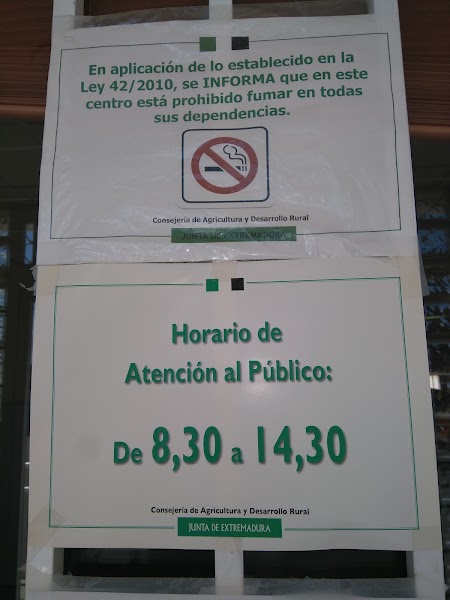 En aplicación de lo establecido en la
Ley 42/2010, se INFORMA que en este
centro está prohibido fumar en todas
sus dependencias.
Consejería de Agricultura y Desarrollo Rural
JUNTA DE EXTREMADURA
Horario de
Atención al Público:
De 8,30 a 14,30
Consejería de Agricultura y Desarrollo Rural
JUNTA DE EXTREMADURA